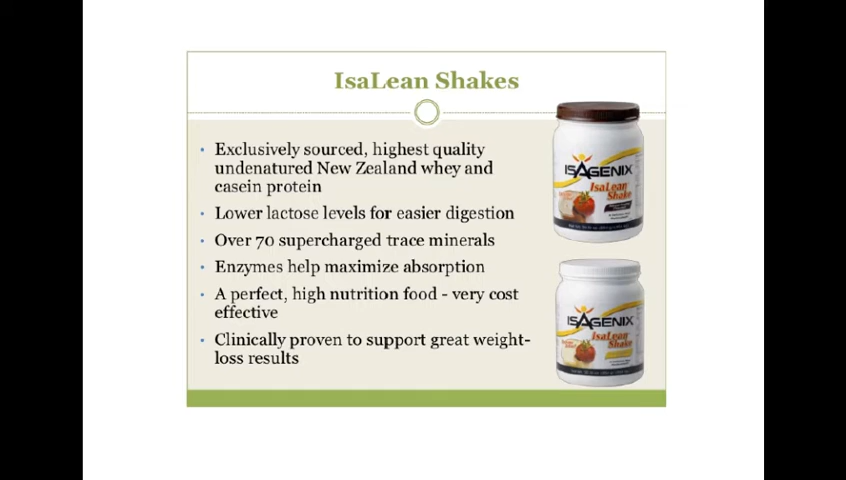 IsaLean Shakes
• Exclusively sourced, highest quality
undenatured New Zealand whey and
casein protein
• Lower lactose levels for easier digestion
• Over 70 supercharged trace minerals
• Enzymes help maximize absorption
• A perfect, high nutrition food - very cost
effective
• Clinically proven to support great weight-
loss results
ISAGENIX
IsaLean
Shake
ISAGENIX
IsaLean
Shake